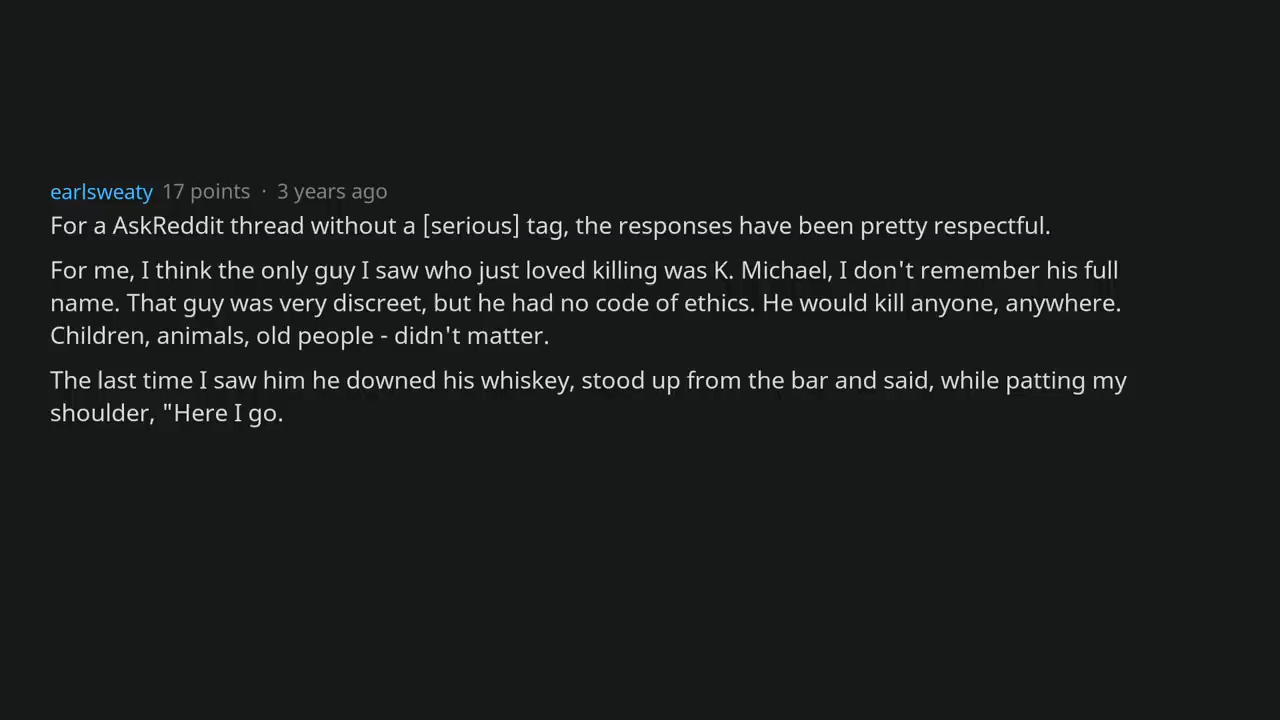 earlsweaty 17 points · 3 years ago
For a AskReddit thread without a [serious] tag, the responses have been pretty respectful.
For me, I think the only guy I saw who just loved killing was K. Michael, I don't remember his full
name. That guy was very discreet, but he had no code of ethics. He would kill anyone, anywhere.
Children, animals, old people - didn't matter.
The last time I saw him he downed his whiskey, stood up from the bar and said, while patting my
shoulder, "Here I go.